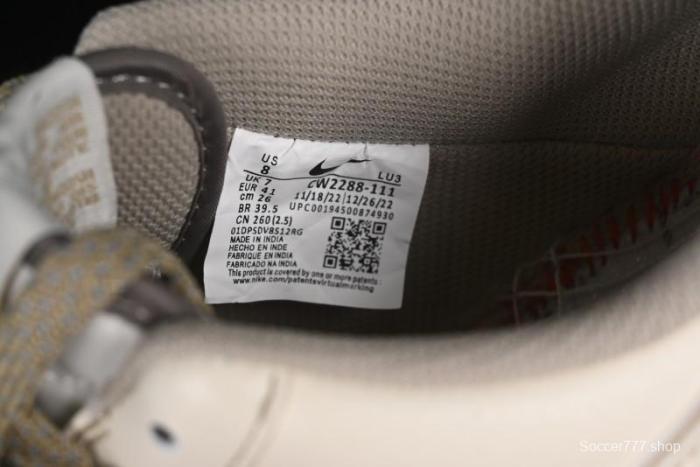 US
8
LU3
UK 7
CW2288-111
EUR 41
11/18/22 12/26/22
cm 26
UPC00194500874930
BR 39.5
CN 260(2.5)
01DPSDV8S12RG
MADE IN INDIA
HECHO EN INDE
FABRIQUE EN INDIA
FABRICADO NA INDIA
This product is covered by one or more patents:
www.nike.com/patentsvirtualmarking
Soccer777.shop